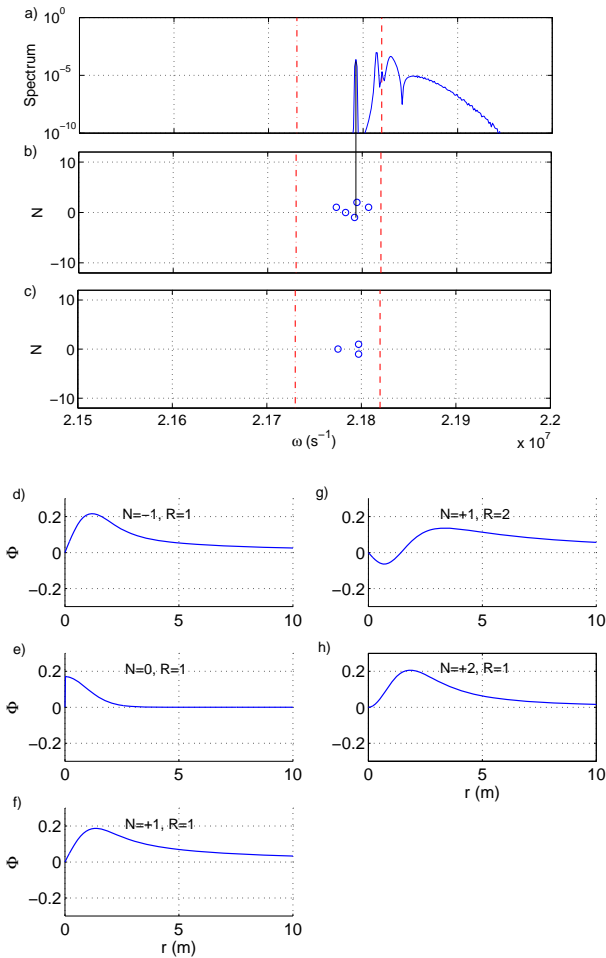 a)
10^0
10^-5
10^-10
Spectrum
b)
10
0
−10
N
c)
10
0
−10
N
2.15 2.16 2.17 2.18 2.19 2.2
ω (s^-1)
x 10^7
d)
N=−1, R=1
0.2
0
−0.2
Φ
0 5 10
g)
N=+1, R=2
0.2
0
−0.2
0 5 10
e)
N=0, R=1
0.2
0
−0.2
Φ
0 5 10
h)
N=+2, R=1
0.2
0
−0.2
0 5 10
r (m)
f)
N=+1, R=1
0.2
0
−0.2
Φ
0 5 10
r (m)